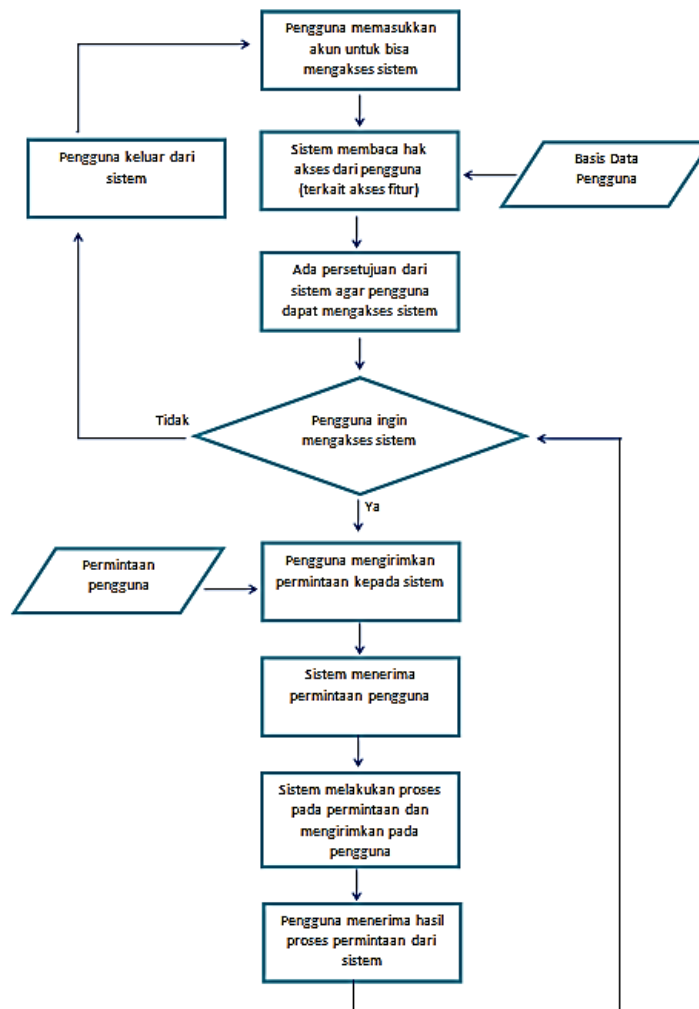 Pengguna memasukkan
akun untuk bisa
mengakses sistem
Pengguna keluar dari
sistem
Sistem membaca hak
akses dari pengguna
(terkait akses fitur)
Basis Data
Pengguna
Ada persetujuan dari
sistem agar pengguna
dapat mengakses sistem
Tidak
Pengguna ingin
mengakses sistem
Ya
Permintaan
pengguna
Pengguna mengirimkan
permintaan kepada sistem
Sistem menerima
permintaan pengguna
Sistem melakukan proses
pada permintaan dan
mengirimkan pada
pengguna
Pengguna menerima hasil
proses permintaan dari
sistem